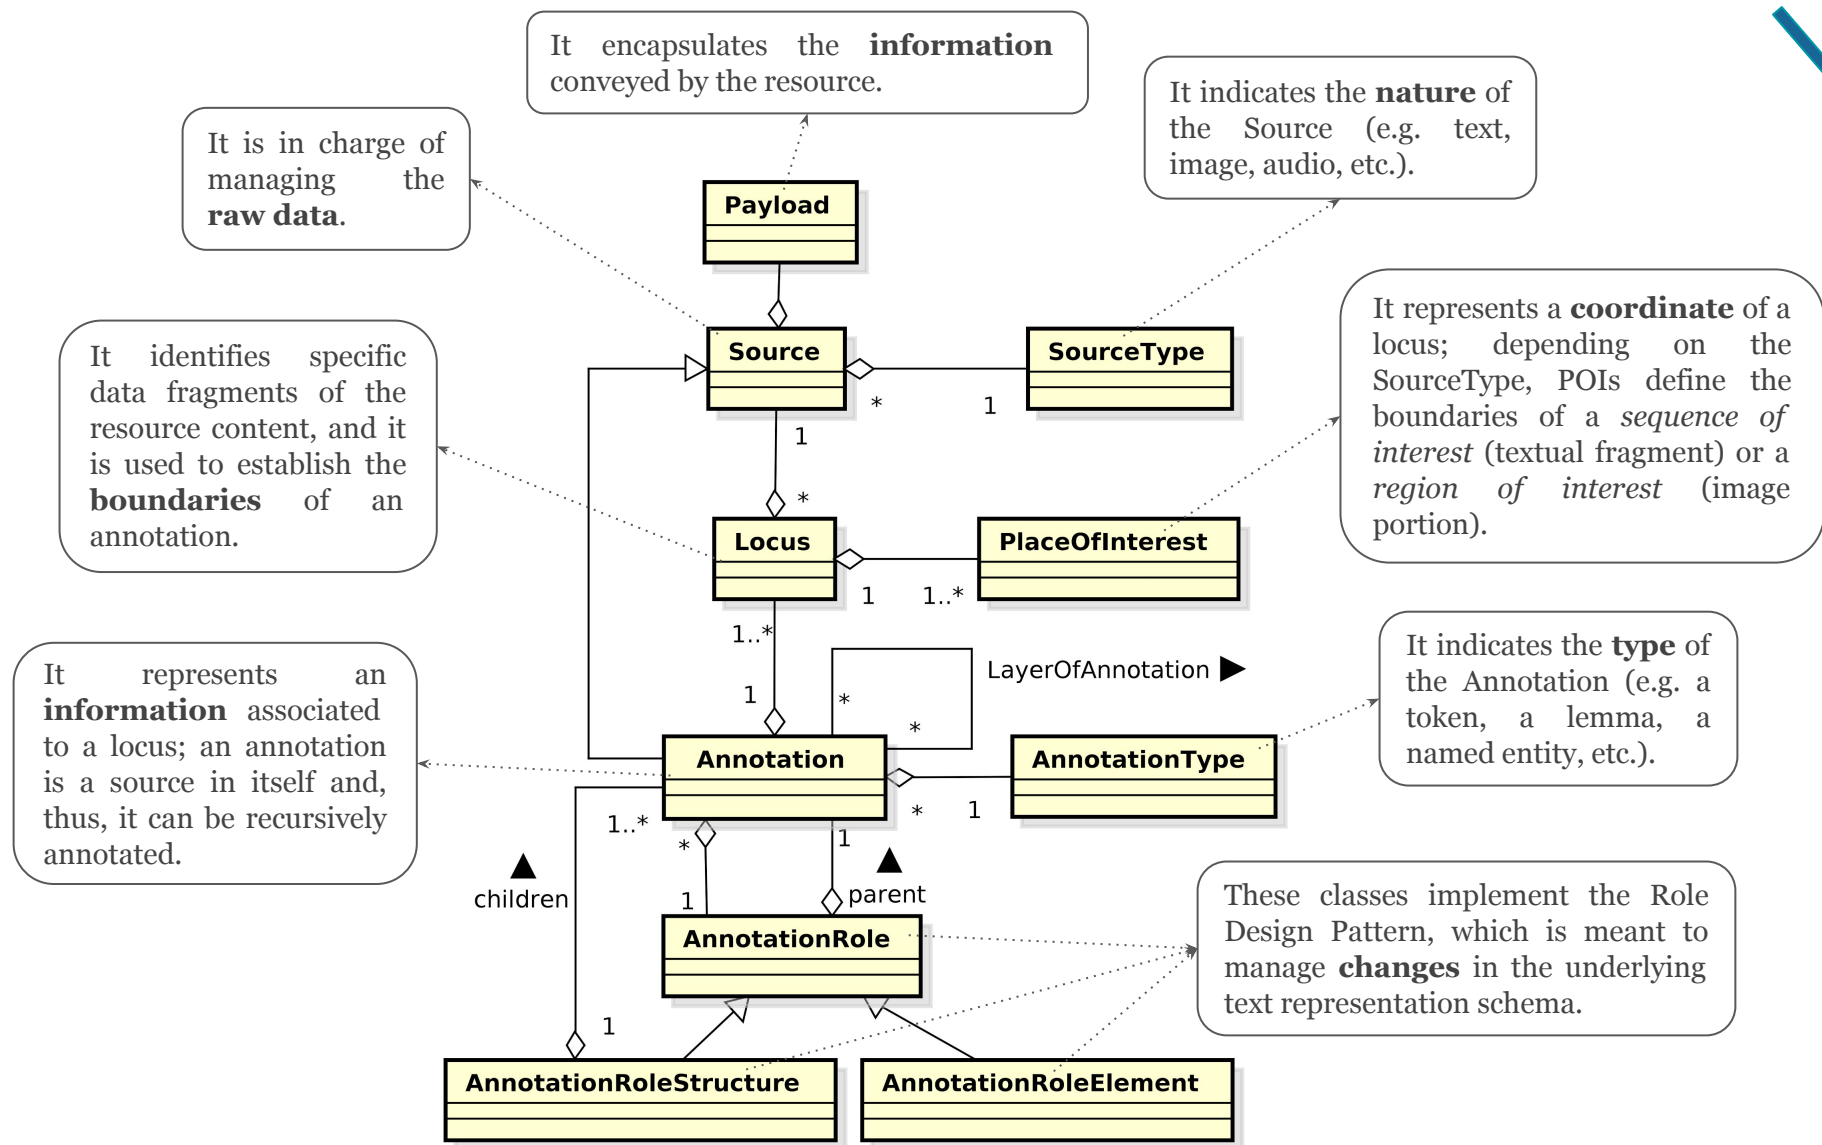 It encapsulates the information
conveyed by the resource.
It indicates the nature of
the Source (e.g. text,
image, audio, etc.).
It is in charge of
managing the
raw data.
Payload
It represents a coordinate of a
locus; depending on the
SourceType, POIs define the
boundaries of a sequence of
interest (textual fragment) or a
region of interest (image
portion).
It identifies specific
data fragments of the
resource content, and it
is used to establish the
boundaries of an
annotation.
Source
SourceType
* 1
1
*
Locus
PlaceOfInterest
1 1..*
1..*
1
LayerOfAnnotation ▶
*
*
It indicates the type of
the Annotation (e.g. a
token, a lemma, a
named entity, etc.).
It represents an
information associated
to a locus; an annotation
is a source in itself and,
thus, it can be recursively
annotated.
Annotation
AnnotationType
* 1
1..*
*
1
▲
children
1
▲
parent
AnnotationRole
These classes implement the Role
Design Pattern, which is meant to
manage changes in the underlying
text representation schema.
1
AnnotationRoleStructure
AnnotationRoleElement